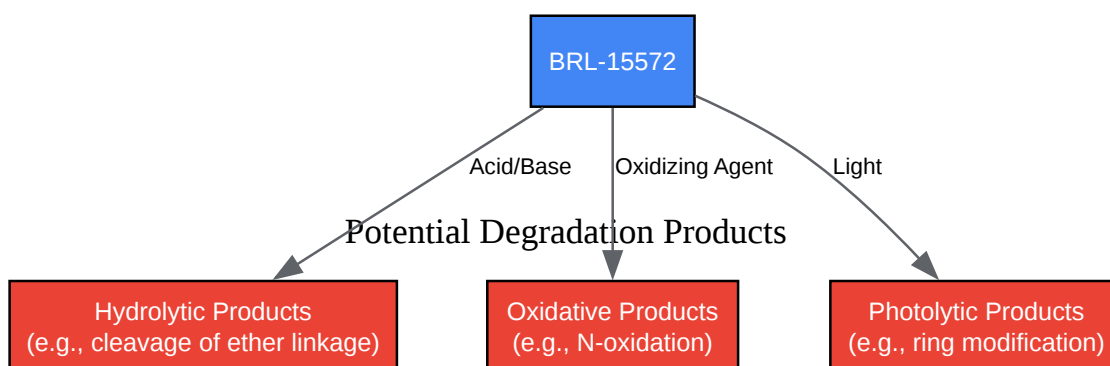 BRL-15572
Acid/Base
Oxidizing Agent
Light
Potential Degradation Products
Hydrolytic Products
(e.g., cleavage of ether linkage)
Oxidative Products
(e.g., N-oxidation)
Photolytic Products
(e.g., ring modification)